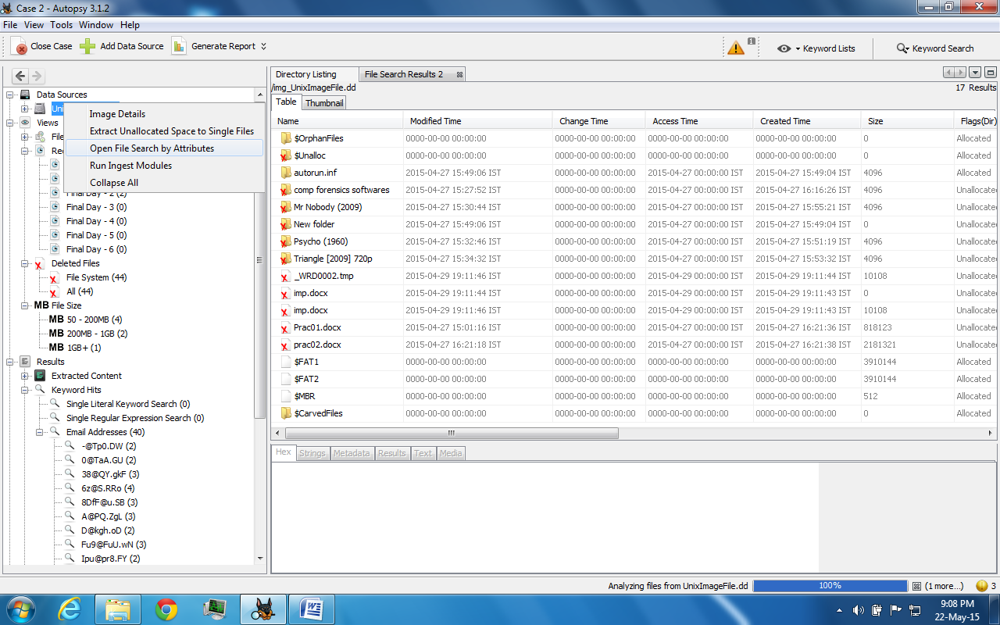 Case 2 - Autopsy 3.1.2
File View Tools Window Help
Close Case Add Data Source Generate Report 1 Keyword Lists Keyword Search
Directory Listing File Search Results 2
/img_UnixImageFile.dd 17 Results
Table Thumbnail
Data Sources
Uni
Image Details
Extract Unallocated Space to Single Files
Open File Search by Attributes
Run Ingest Modules
Collapse All
Views
File
Rec
Final Day - 2 (2)
Final Day - 3 (0)
Final Day - 4 (0)
Final Day - 5 (0)
Final Day - 6 (0)
Deleted Files
File System (44)
All (44)
MB File Size
MB 50 - 200MB (4)
MB 200MB - 1GB (2)
MB 1GB+ (1)
Results
Extracted Content
Keyword Hits
Single Literal Keyword Search (0)
Single Regular Expression Search (0)
Email Addresses (40)
-@Tp0.DW (2)
0@TaA.GU (2)
38@QY.gkF (3)
6z@S.RRo (4)
8DfF@u.SB (3)
A@PQ.ZgL (3)
D@kgh.oD (2)
Fu9@FuU.wN (3)
Ipu@pr8.FY (2)
Name Modified Time Change Time Access Time Created Time Size Flags(Dir)
$OrphanFiles 0000-00-00 00:00:00 0000-00-00 00:00:00 0000-00-00 00:00:00 0000-00-00 00:00:00 0 Allocated
$Unalloc 0000-00-00 00:00:00 0000-00-00 00:00:00 0000-00-00 00:00:00 0000-00-00 00:00:00 0 Allocated
autorun.inf 2015-04-27 15:49:06 IST 0000-00-00 00:00:00 2015-04-27 00:00:00 IST 2015-04-27 15:49:04 IST 4096 Allocated
comp forensics softwares 2015-04-27 15:27:52 IST 0000-00-00 00:00:00 2015-04-27 00:00:00 IST 2015-04-27 16:16:26 IST 4096 Unallocate
Mr Nobody (2009) 2015-04-27 15:30:44 IST 0000-00-00 00:00:00 2015-04-27 00:00:00 IST 2015-04-27 15:55:21 IST 4096 Unallocate
New folder 2015-04-27 15:49:06 IST 0000-00-00 00:00:00 2015-04-27 00:00:00 IST 2015-04-27 15:49:04 IST 0 Unallocate
Psycho (1960) 2015-04-27 15:32:46 IST 0000-00-00 00:00:00 2015-04-27 00:00:00 IST 2015-04-27 15:51:19 IST 4096 Unallocate
Triangle [2009] 720p 2015-04-27 15:34:32 IST 0000-00-00 00:00:00 2015-04-27 00:00:00 IST 2015-04-27 15:53:52 IST 4096 Unallocate
_WRD0002.tmp 2015-04-29 19:11:46 IST 0000-00-00 00:00:00 2015-04-29 00:00:00 IST 2015-04-29 19:11:44 IST 10108 Unallocate
imp.docx 2015-04-29 19:11:44 IST 0000-00-00 00:00:00 2015-04-29 00:00:00 IST 2015-04-29 19:11:43 IST 0 Unallocate
imp.docx 2015-04-29 19:11:46 IST 0000-00-00 00:00:00 2015-04-29 00:00:00 IST 2015-04-29 19:11:43 IST 10108 Unallocate
Prac01.docx 2015-04-27 15:01:16 IST 0000-00-00 00:00:00 2015-04-27 00:00:00 IST 2015-04-27 16:21:36 IST 818123 Unallocate
prac02.docx 2015-04-27 16:21:18 IST 0000-00-00 00:00:00 2015-04-27 00:00:00 IST 2015-04-27 16:21:38 IST 2181321 Unallocate
$FAT1 0000-00-00 00:00:00 0000-00-00 00:00:00 0000-00-00 00:00:00 0000-00-00 00:00:00 3910144 Allocated
$FAT2 0000-00-00 00:00:00 0000-00-00 00:00:00 0000-00-00 00:00:00 0000-00-00 00:00:00 3910144 Allocated
$MBR 0000-00-00 00:00:00 0000-00-00 00:00:00 0000-00-00 00:00:00 0000-00-00 00:00:00 512 Allocated
$CarvedFiles 0000-00-00 00:00:00 0000-00-00 00:00:00 0000-00-00 00:00:00 0000-00-00 00:00:00 0 Allocated
Hex Strings Metadata Results Text Media
Analyzing files from UnixImageFile.dd 100% (1 more...) 3
9:08 PM
22-May-15